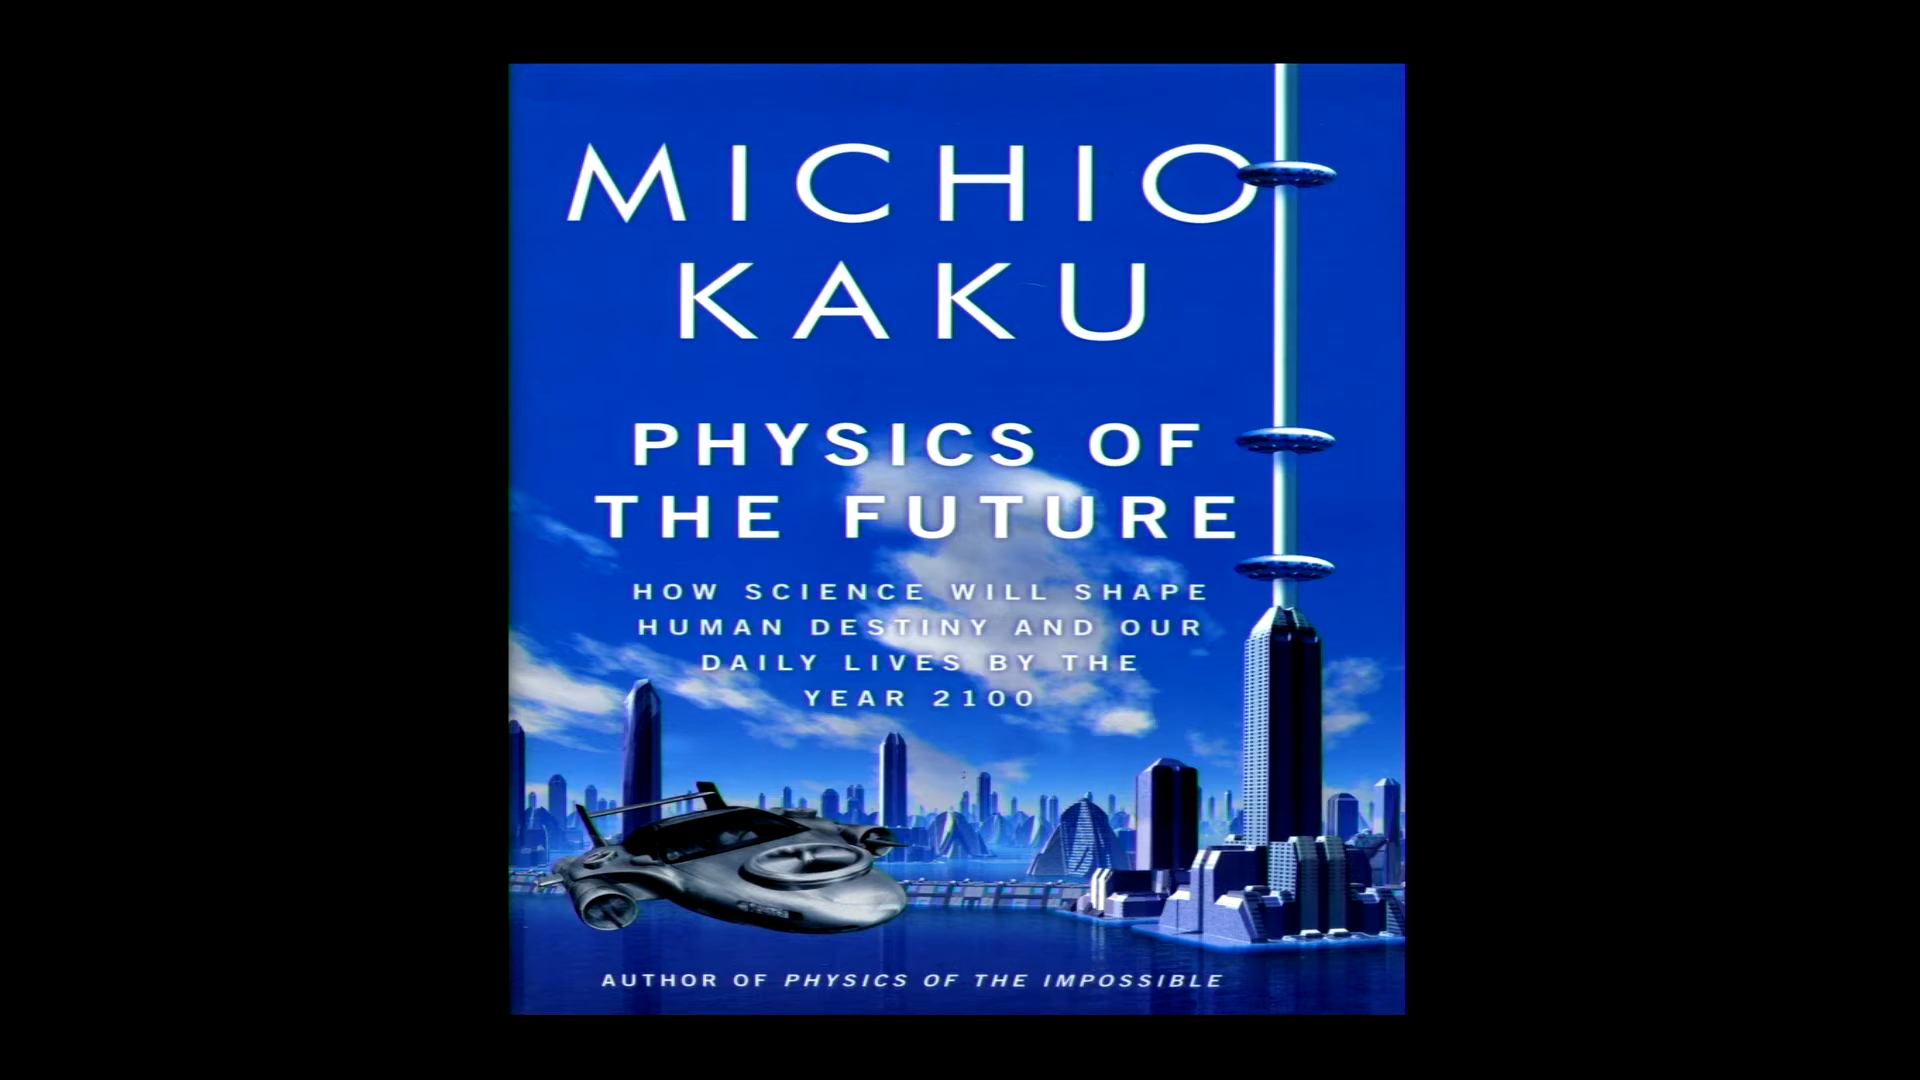 MICHIO
KAKU
PHYSICS OF
THE FUTURE
HOW SCIENCE WILL SHAPE
HUMAN DESTINY AND OUR
DAILY LIVES BY THE
YEAR 2100
AUTHOR OF PHYSICS OF THE IMPOSSIBLE